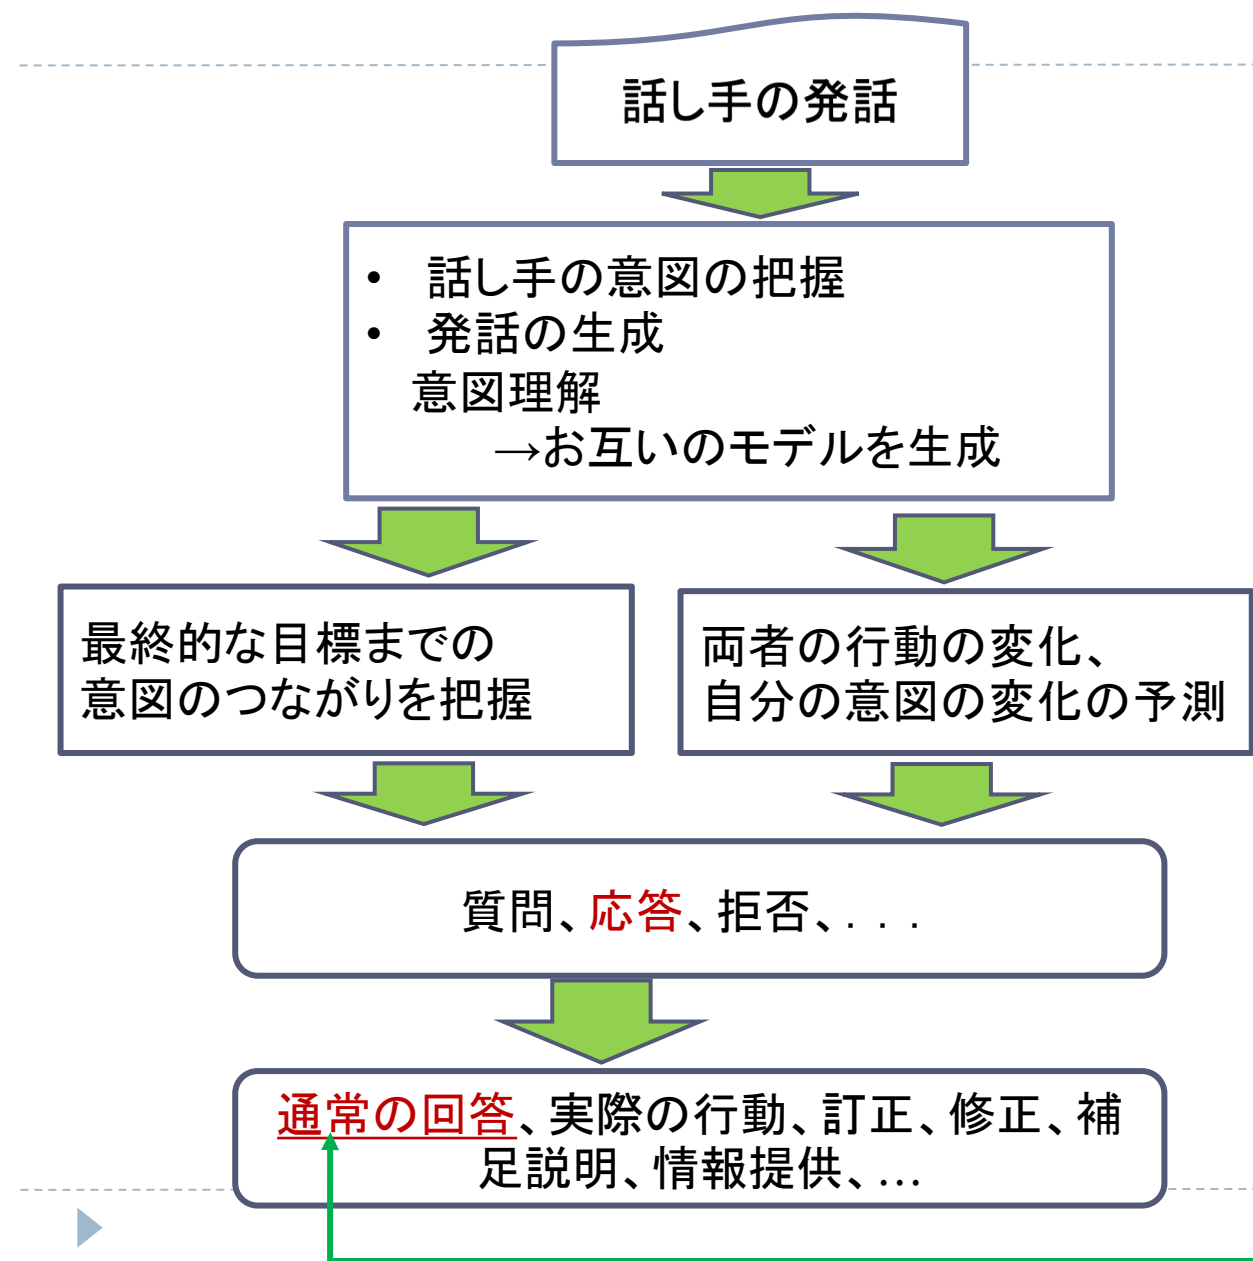 話し手の発話
• 話し手の意図の把握
• 発話の生成
意図理解
→お互いのモデルを生成
最終的な目標までの
意図のつながりを把握
両者の行動の変化、
自分の意図の変化の予測
質問、応答、拒否、. . .
通常の回答、実際の行動、訂正、修正、補
足説明、情報提供、…